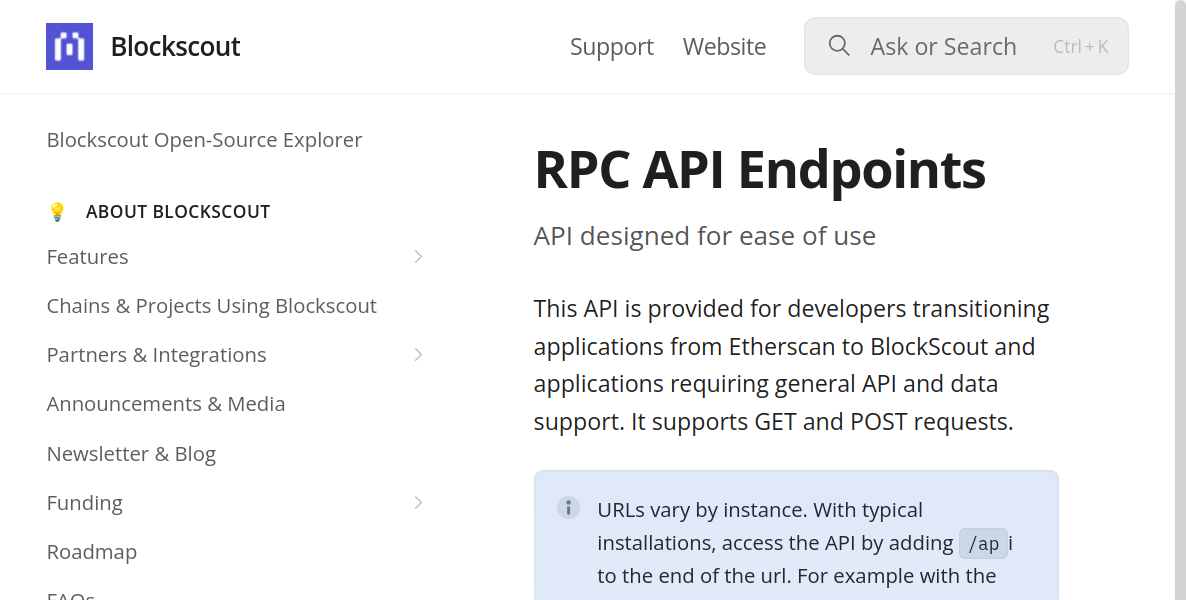 Blockscout
Support
Website
Ask or Search
Ctrl + K
Blockscout Open-Source Explorer
ABOUT BLOCKSCOUT
Features
Chains & Projects Using Blockscout
Partners & Integrations
Announcements & Media
Newsletter & Blog
Funding
Roadmap
FAQs
RPC API Endpoints
API designed for ease of use
This API is provided for developers transitioning
applications from Etherscan to BlockScout and
applications requiring general API and data
support. It supports GET and POST requests.
URLs vary by instance. With typical
installations, access the API by adding /api
to the end of the url. For example with the